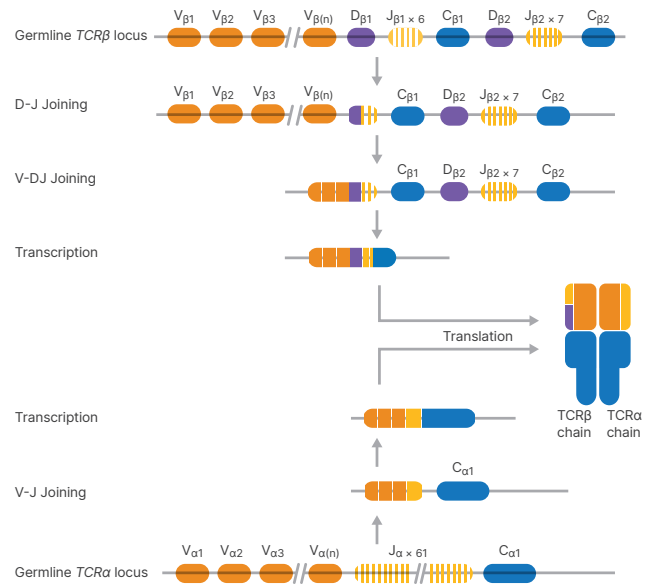 Vβ1 Vβ2 Vβ3 Vβ(n) Dβ1 Jβ1 × 6 Cβ1 Dβ2 Jβ2 × 7 Cβ2
Germline TCRβ locus
Vβ1 Vβ2 Vβ3 Vβ(n) Cβ1 Dβ2 Jβ2 × 7 Cβ2
D-J Joining
Cβ1 Dβ2 Jβ2 × 7 Cβ2
V-DJ Joining
Transcription
Translation
TCRβ chain
TCRα chain
Transcription
Cα1
V-J Joining
Vα1 Vα2 Vα3 Vα(n) Jα × 61 Cα1
Germline TCRα locus